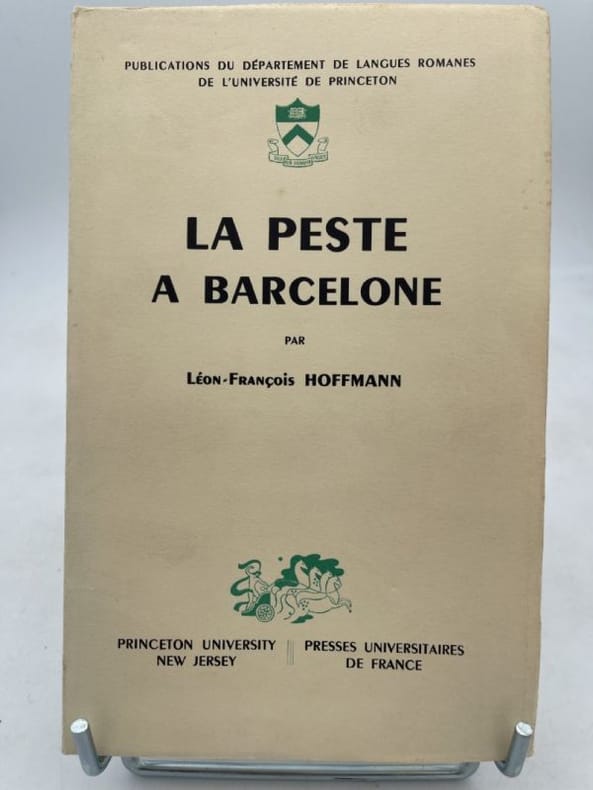 PUBLICATIONS DU DÉPARTEMENT DE LANGUES ROMANES
DE L'UNIVERSITÉ DE PRINCETON
LA PESTE
A BARCELONE
PAR
LÉON-FRANÇOIS HOFFMANN
PRINCETON UNIVERSITY
NEW JERSEY
PRESSES UNIVERSITAIRES
DE FRANCE